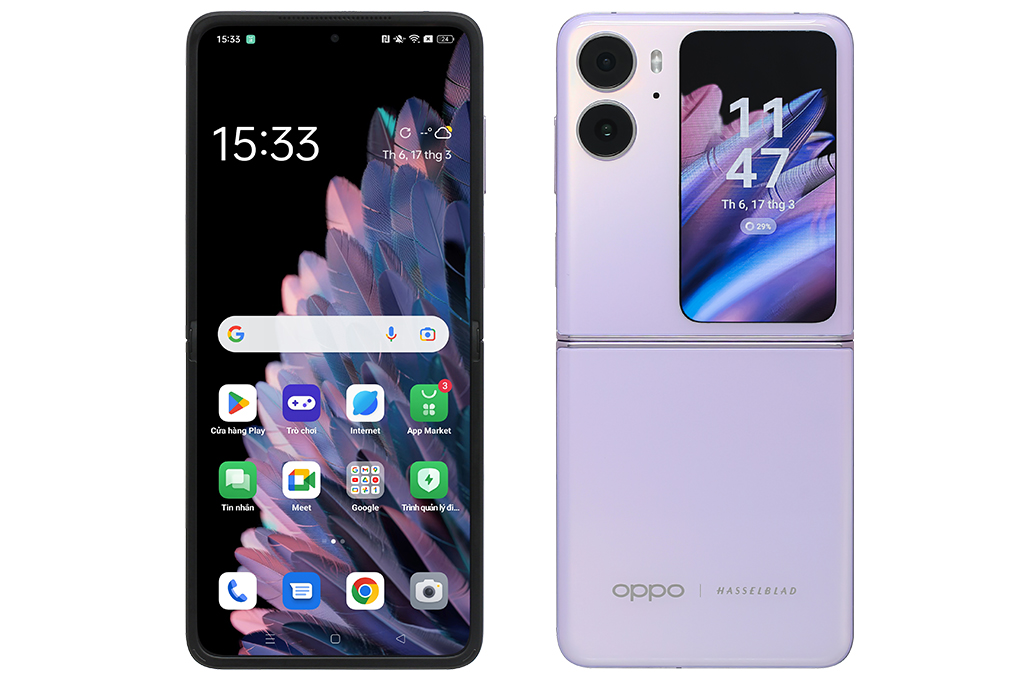 15:33
24
15:33
--°
Th 6, 17 thg 3
Cửa hàng Play
Trò chơi
Internet
App Market
3
Tin nhắn
Meet
Google
Trình quản lý đi...
11
47
Th 6, 17 thg 3
29%
oppo | HASSELBLAD